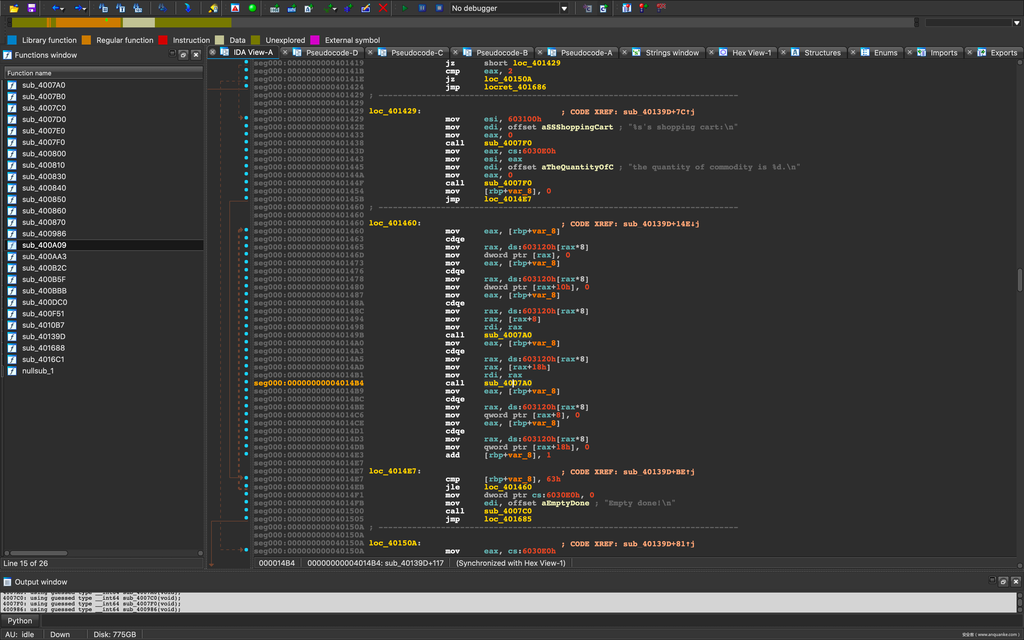 No debugger
Library function Regular function Instruction Data Unexplored External symbol
Functions window
IDA View-A Pseudocode-D Pseudocode-C Pseudocode-B Pseudocode-A Strings window Hex View-1 Structures Enums Imports Exports
Function name
sub_4007A0
sub_4007B0
sub_4007C0
sub_4007D0
sub_4007E0
sub_4007F0
sub_400800
sub_400810
sub_400830
sub_400840
sub_400850
sub_400860
sub_400870
sub_400986
sub_400A09
sub_400AA3
sub_400B2C
sub_400B5F
sub_400BBB
sub_400DC0
sub_400F51
sub_4010B7
sub_40139D
sub_401688
sub_4016C1
nullsub_1
Line 15 of 26
seg000:0000000000401419 jz short loc_401429
seg000:000000000040141B cmp eax, 2
seg000:000000000040141E jz loc_40150A
seg000:0000000000401424 jmp locret_401686
seg000:0000000000401429 ; ---------------------------------------------------------------------------
seg000:0000000000401429
seg000:0000000000401429 loc_401429: ; CODE XREF: sub_40139D+7C↑j
seg000:0000000000401429 mov esi, 603100h
seg000:000000000040142E mov edi, offset aSSShoppingCart ; "ts's shopping cart:\n"
seg000:0000000000401433 mov eax, 0
seg000:0000000000401438 call sub_4007F0
seg000:000000000040143D mov eax, cs:6030E0h
seg000:0000000000401443 mov esi, eax
seg000:0000000000401445 mov edi, offset aTheQuantityOfC ; "the quantity of commodity is %d.\n"
seg000:000000000040144A mov eax, 0
seg000:000000000040144F call sub_4007F0
seg000:0000000000401454 mov [rbp+var_8], 0
seg000:000000000040145B jmp loc_4014E7
seg000:0000000000401460 ; ---------------------------------------------------------------------------
seg000:0000000000401460
seg000:0000000000401460 loc_401460: ; CODE XREF: sub_40139D+14E↓j
seg000:0000000000401460 mov eax, [rbp+var_8]
seg000:0000000000401463 cdqe
seg000:0000000000401465 mov rax, ds:603120h[rax*8]
seg000:000000000040146D mov dword ptr [rax], 0
seg000:0000000000401473 mov eax, [rbp+var_8]
seg000:0000000000401476 cdqe
seg000:0000000000401478 mov rax, ds:603120h[rax*8]
seg000:0000000000401480 mov dword ptr [rax+10h], 0
seg000:0000000000401487 mov eax, [rbp+var_8]
seg000:000000000040148A cdqe
seg000:000000000040148C mov rax, ds:603120h[rax*8]
seg000:0000000000401494 mov rax, [rax+8]
seg000:0000000000401498 mov rdi, rax
seg000:000000000040149B call sub_4007A0
seg000:00000000004014A0 mov eax, [rbp+var_8]
seg000:00000000004014A3 cdqe
seg000:00000000004014A5 mov rax, ds:603120h[rax*8]
seg000:00000000004014AD mov rax, [rax+18h]
seg000:00000000004014B1 mov rdi, rax
seg000:00000000004014B4 call sub_4007A0
seg000:00000000004014B9 mov eax, [rbp+var_8]
seg000:00000000004014BC cdqe
seg000:00000000004014BE mov rax, ds:603120h[rax*8]
seg000:00000000004014C6 mov qword ptr [rax+8], 0
seg000:00000000004014CE mov eax, [rbp+var_8]
seg000:00000000004014D1 cdqe
seg000:00000000004014D3 mov rax, ds:603120h[rax*8]
seg000:00000000004014DB mov qword ptr [rax+18h], 0
seg000:00000000004014E3 add [rbp+var_8], 1
seg000:00000000004014E7
seg000:00000000004014E7 loc_4014E7: ; CODE XREF: sub_40139D+BE↑j
seg000:00000000004014E7 cmp [rbp+var_8], 63h
seg000:00000000004014EB jle loc_401460
seg000:00000000004014F1 mov dword ptr cs:6030E0h, 0
seg000:00000000004014FB mov edi, offset aEmptyDone ; "Empty done!\n"
seg000:0000000000401500 call sub_4007C0
seg000:0000000000401505 jmp loc_401685
seg000:000000000040150A ; ---------------------------------------------------------------------------
seg000:000000000040150A
seg000:000000000040150A loc_40150A: ; CODE XREF: sub_40139D+81↑j
seg000:000000000040150A mov eax, cs:6030E0h
000014B4 00000000004014B4: sub_40139D+117 (Synchronized with Hex View-1)
Output window
4007A0: using guessed type __int64 sub_4007A0(void);
4007C0: using guessed type __int64 sub_4007C0(void);
4007F0: using guessed type __int64 sub_4007F0(void);
400986: using guessed type __int64 sub_400986(void);
Python
AU: idle Down Disk: 775GB
安全客 ( www.anquanke.com )